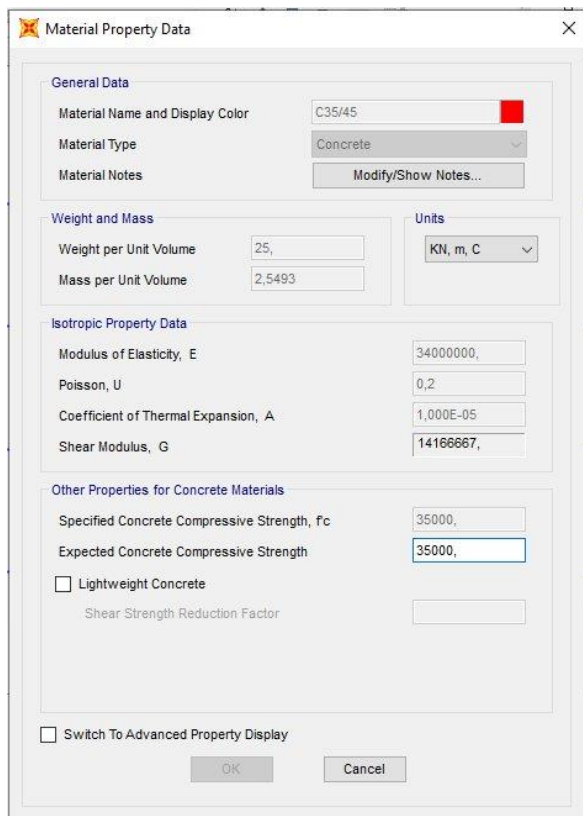 Material Property Data
General Data
Material Name and Display Color C35/45
Material Type Concrete
Material Notes Modify/Show Notes...
Weight and Mass Units
Weight per Unit Volume 25, KN, m, C
Mass per Unit Volume 2,5493
Isotropic Property Data
Modulus of Elasticity, E 34000000,
Poisson, U 0,2
Coefficient of Thermal Expansion, A 1,000E-05
Shear Modulus, G 14166667,
Other Properties for Concrete Materials
Specified Concrete Compressive Strength, f'c 35000,
Expected Concrete Compressive Strength 35000,
Lightweight Concrete
Shear Strength Reduction Factor
Switch To Advanced Property Display
OK Cancel